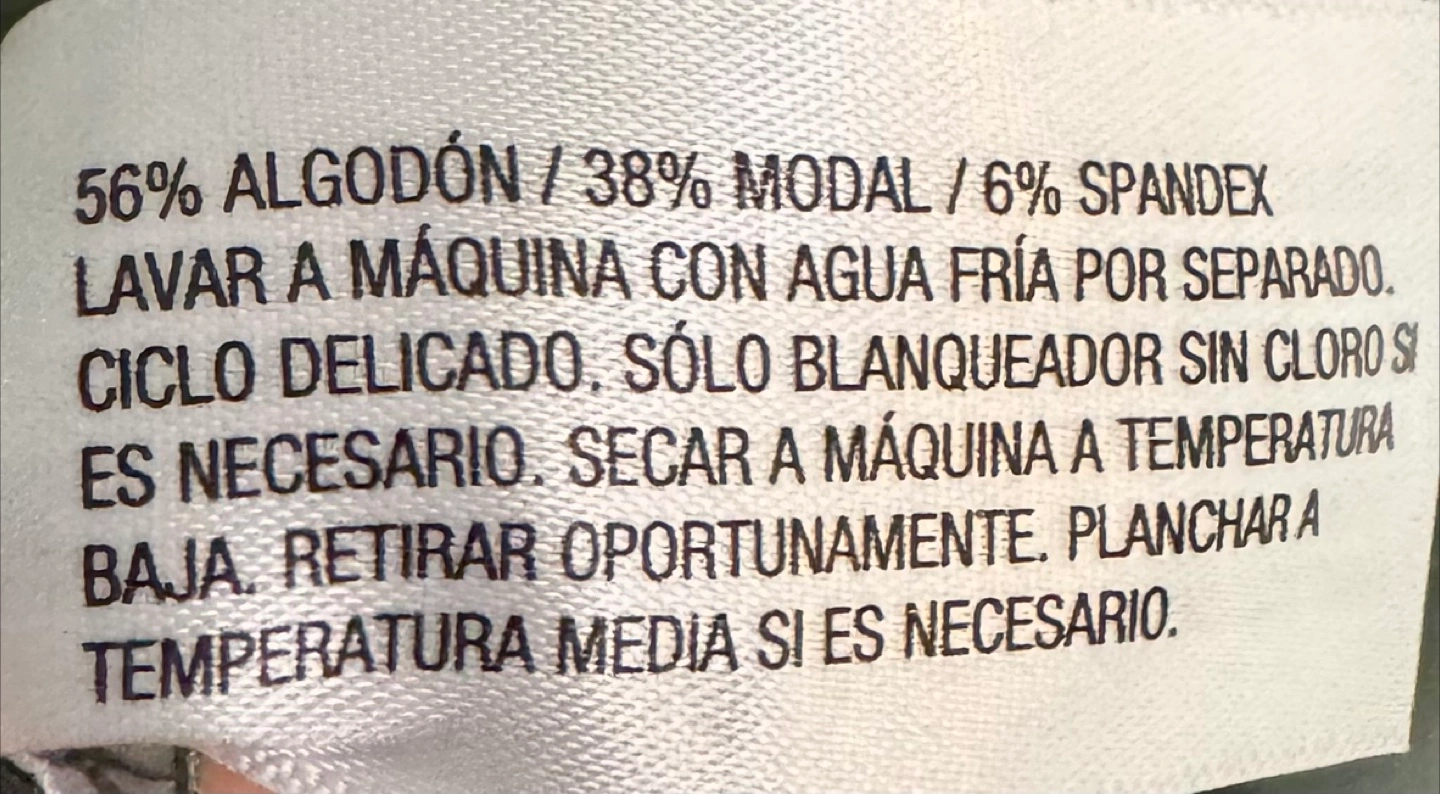 56% ALGODÓN / 38% MODAL / 6% SPANDEX
LAVAR A MÁQUINA CON AGUA FRÍA POR SEPARADO.
CICLO DELICADO. SÓLO BLANQUEADOR SIN CLORO SI
ES NECESARIO. SECAR A MÁQUINA A TEMPERATURA
BAJA. RETIRAR OPORTUNAMENTE. PLANCHAR A
TEMPERATURA MEDIA SI ES NECESARIO.